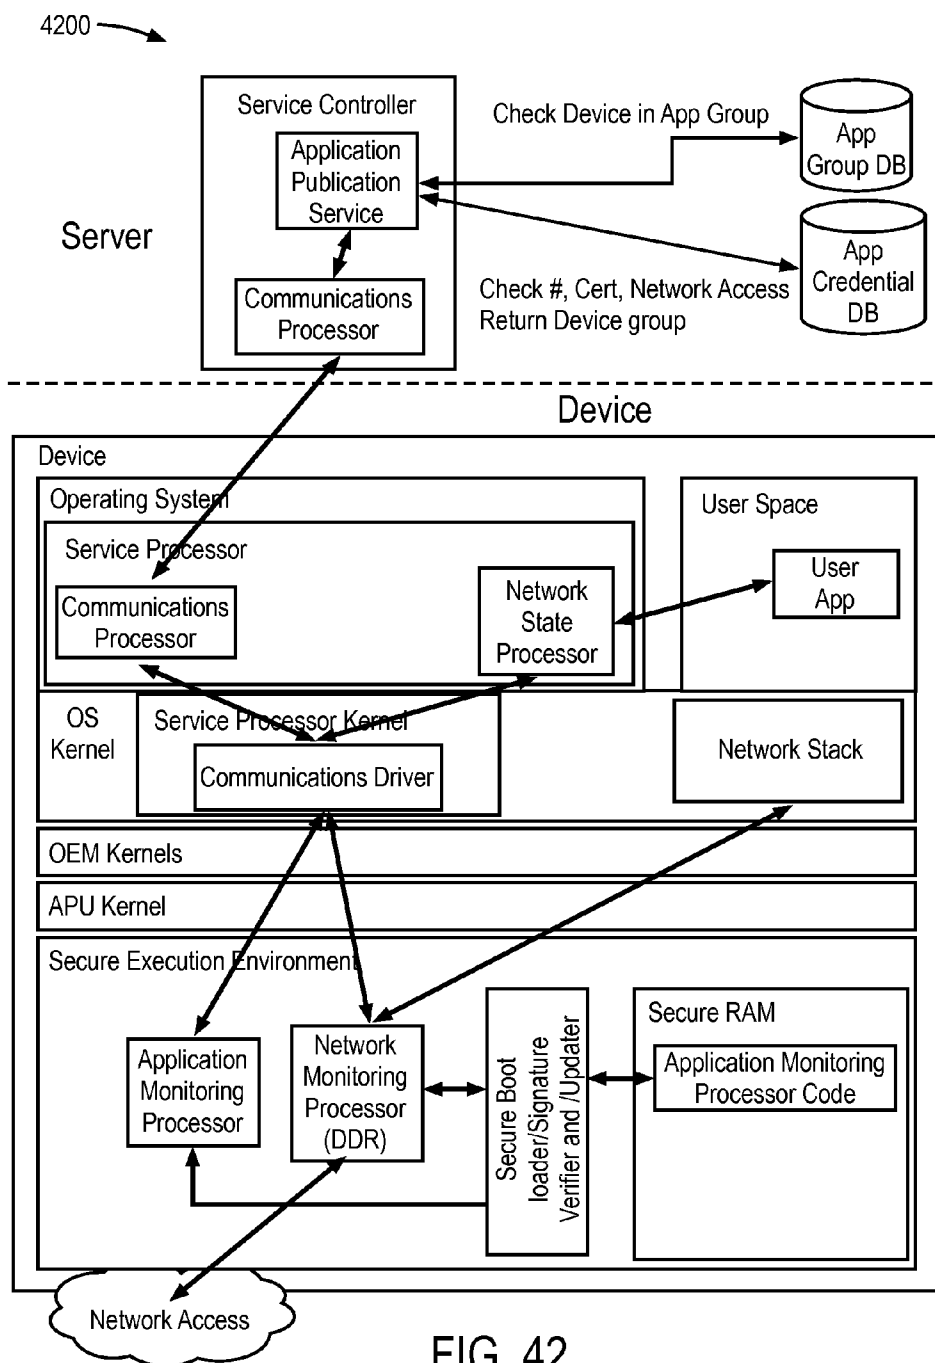 4200
Service Controller
Application
Publication
Service
Communications
Processor
Server
Check Device in App Group
App
Group DB
App
Credential
DB
Check #, Cert, Network Access
Return Device group
Device
Device
Operating System
Service Processor
Communications
Processor
Network
State
Processor
User Space
User
App
OS
Kernel
Service Processor Kernel
Communications Driver
Network Stack
OEM Kernels
APU Kernel
Secure Execution Environment
Application
Monitoring
Processor
Network
Monitoring
Processor
(DDR)
Secure Boot
loader/Signature
Verifier and /Updater
Secure RAM
Application Monitoring
Processor Code
Network Access
FIG. 42